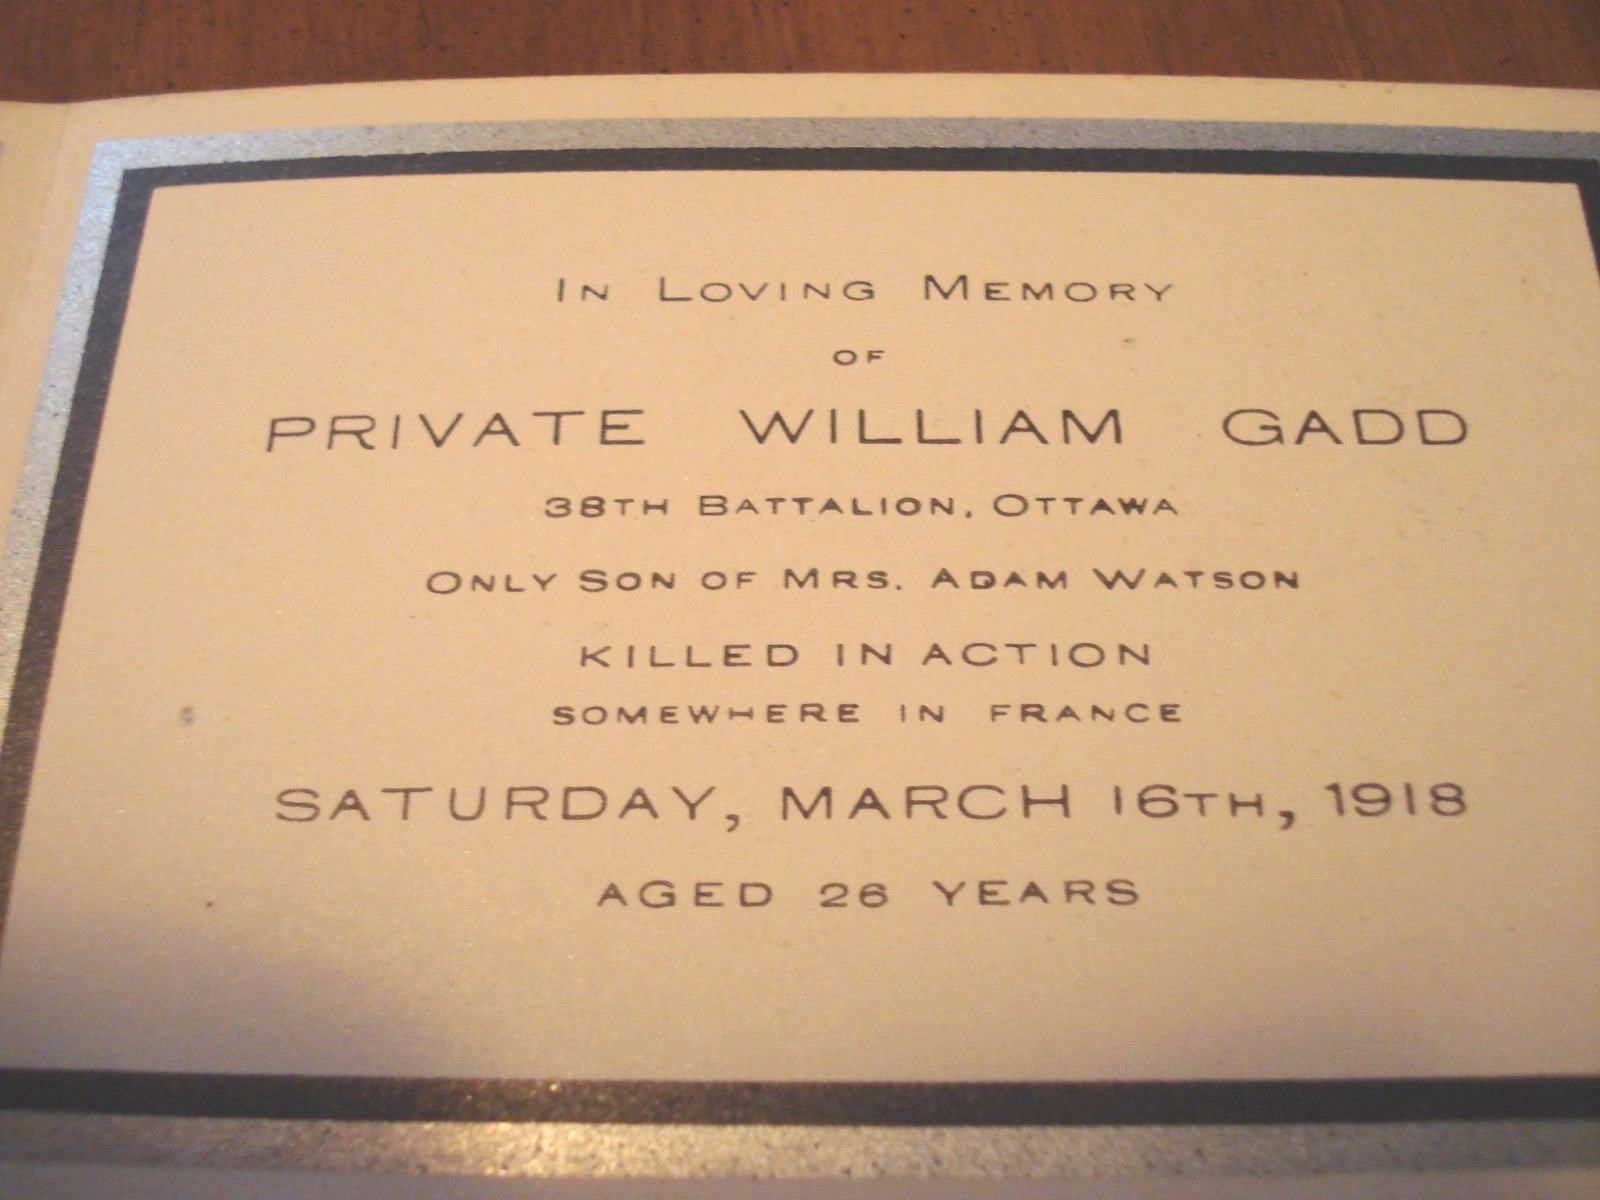 In Loving Memory
of
PRIVATE WILLIAM GADD
38th Battalion, Ottawa
Only Son of Mrs. Adam Watson
KILLED IN ACTION
SOMEWHERE IN FRANCE
SATURDAY, MARCH 16TH, 1918
AGED 26 YEARS